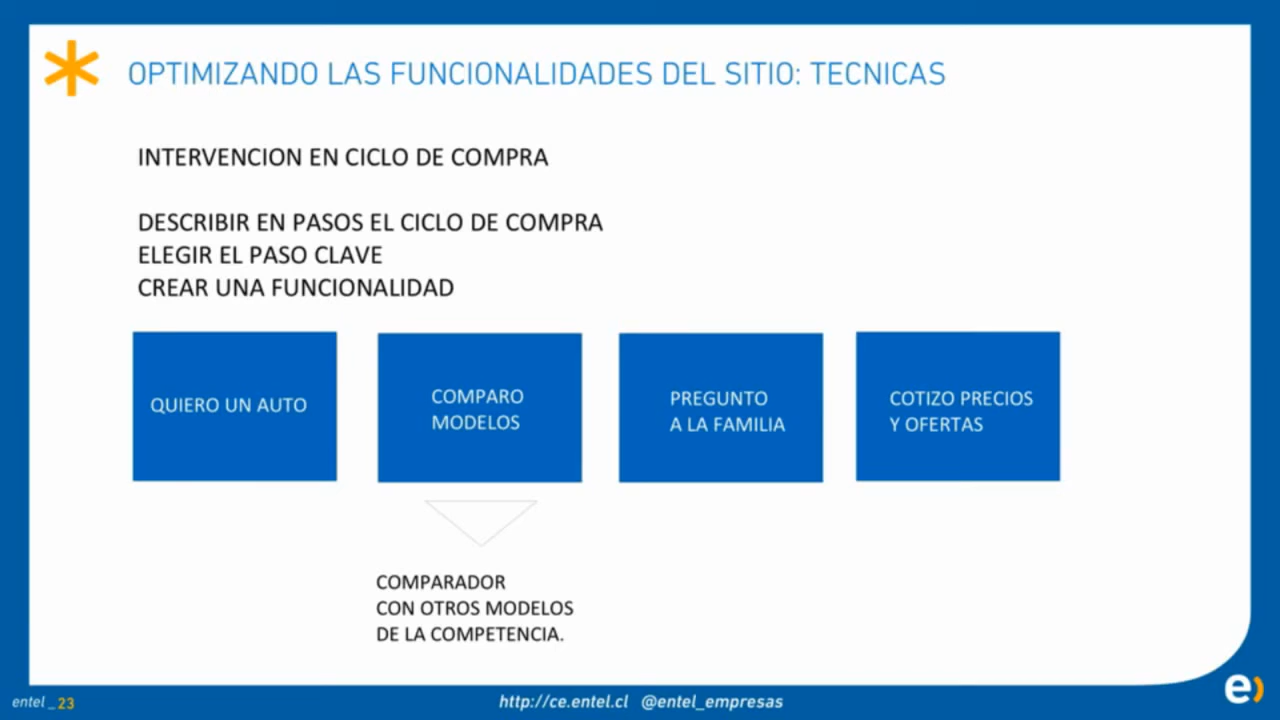 OPTIMIZANDO LAS FUNCIONALIDADES DEL SITIO: TECNICAS
INTERVENCION EN CICLO DE COMPRA
DESCRIBIR EN PASOS EL CICLO DE COMPRA
ELEGIR EL PASO CLAVE
CREAR UNA FUNCIONALIDAD
QUIERO UN AUTO
COMPARO
MODELOS
PREGUNTO
A LA FAMILIA
COTIZO PRECIOS
Y OFERTAS
COMPARADOR
CON OTROS MODELOS
DE LA COMPETENCIA.
entel _ 23
http://ce.entel.cl @entel_empresas
e)